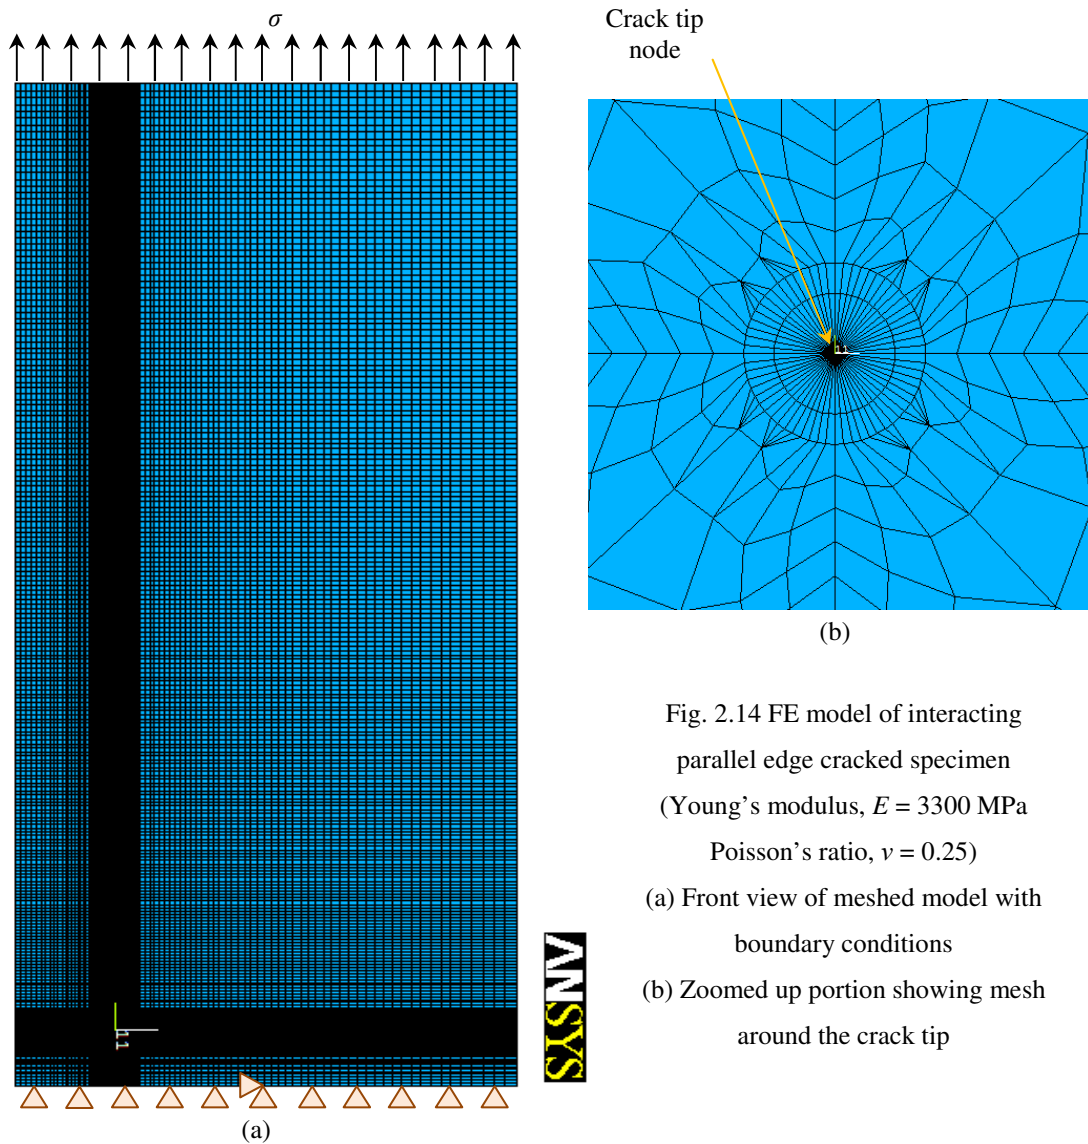 σ
Crack tip
node
(b)
Fig. 2.14 FE model of interacting
parallel edge cracked specimen
(Young's modulus, E = 3300 MPa
Poisson's ratio, ν = 0.25)
(a) Front view of meshed model with
boundary conditions
(b) Zoomed up portion showing mesh
around the crack tip
ANSYS
(a)